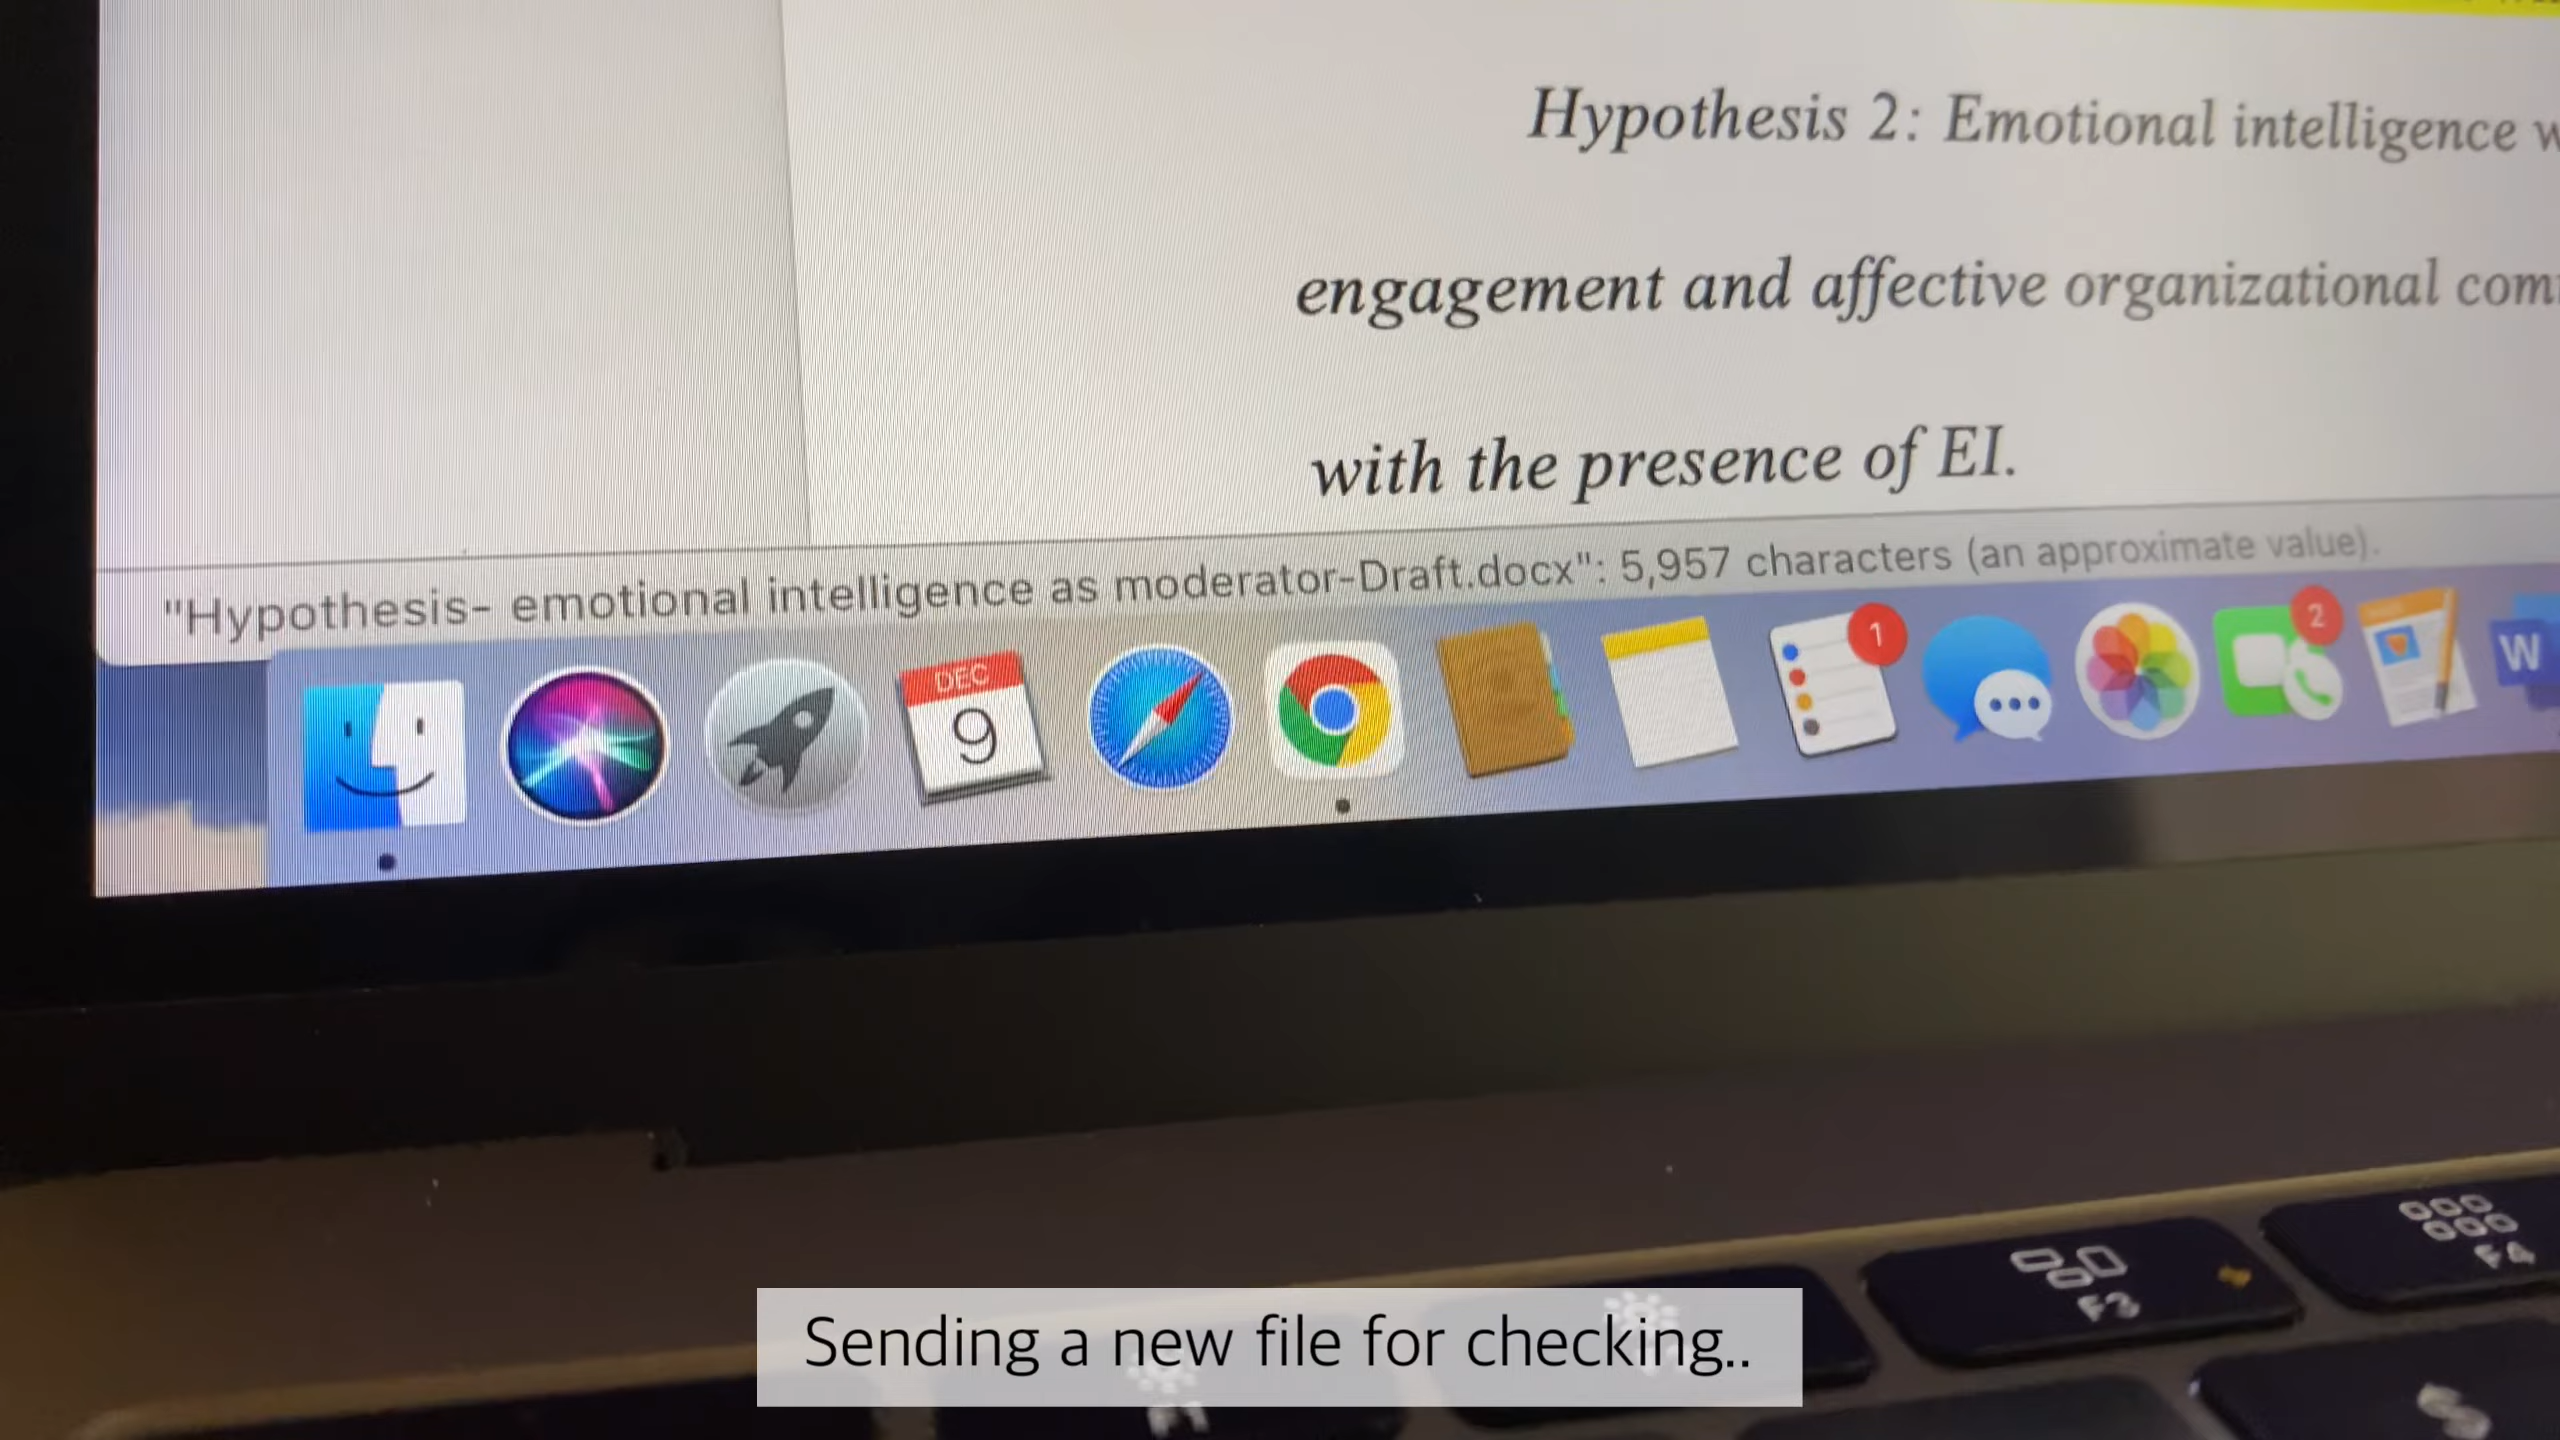 Hypothesis 2: Emotional intelligence
engagement and affective organizational
with the presence of EI.
"Hypothesis- emotional intelligence as moderator-Draft.docx": 5,957 characters (an approximate value).
DEC
9
1
2
W
F3
F4
F1
$
Sending a new file for checking..